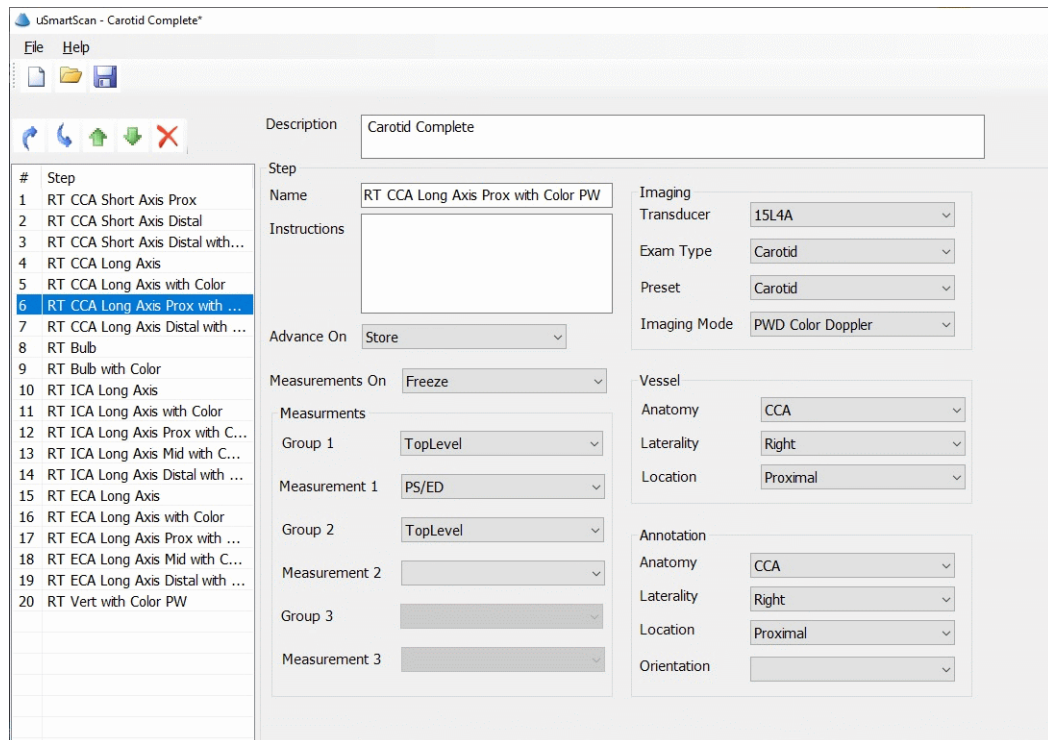 uSmartScan - Carotid Complete*
File Help
Description Carotid Complete
# Step
1 RT CCA Short Axis Prox
2 RT CCA Short Axis Distal
3 RT CCA Short Axis Distal with...
4 RT CCA Long Axis
5 RT CCA Long Axis with Color
6 RT CCA Long Axis Prox with ...
7 RT CCA Long Axis Distal with ...
8 RT Bulb
9 RT Bulb with Color
10 RT ICA Long Axis
11 RT ICA Long Axis with Color
12 RT ICA Long Axis Prox with C...
13 RT ICA Long Axis Mid with C...
14 RT ICA Long Axis Distal with ...
15 RT ECA Long Axis
16 RT ECA Long Axis with Color
17 RT ECA Long Axis Prox with ...
18 RT ECA Long Axis Mid with C...
19 RT ECA Long Axis Distal with ...
20 RT Vert with Color PW
Step
Name RT CCA Long Axis Prox with Color PW
Instructions
Advance On Store
Measurements On Freeze
Measurments
Group 1 TopLevel
Measurement 1 PS/ED
Group 2 TopLevel
Measurement 2
Group 3
Measurement 3
Imaging
Transducer 15L4A
Exam Type Carotid
Preset Carotid
Imaging Mode PWD Color Doppler
Vessel
Anatomy CCA
Laterality Right
Location Proximal
Annotation
Anatomy CCA
Laterality Right
Location Proximal
Orientation